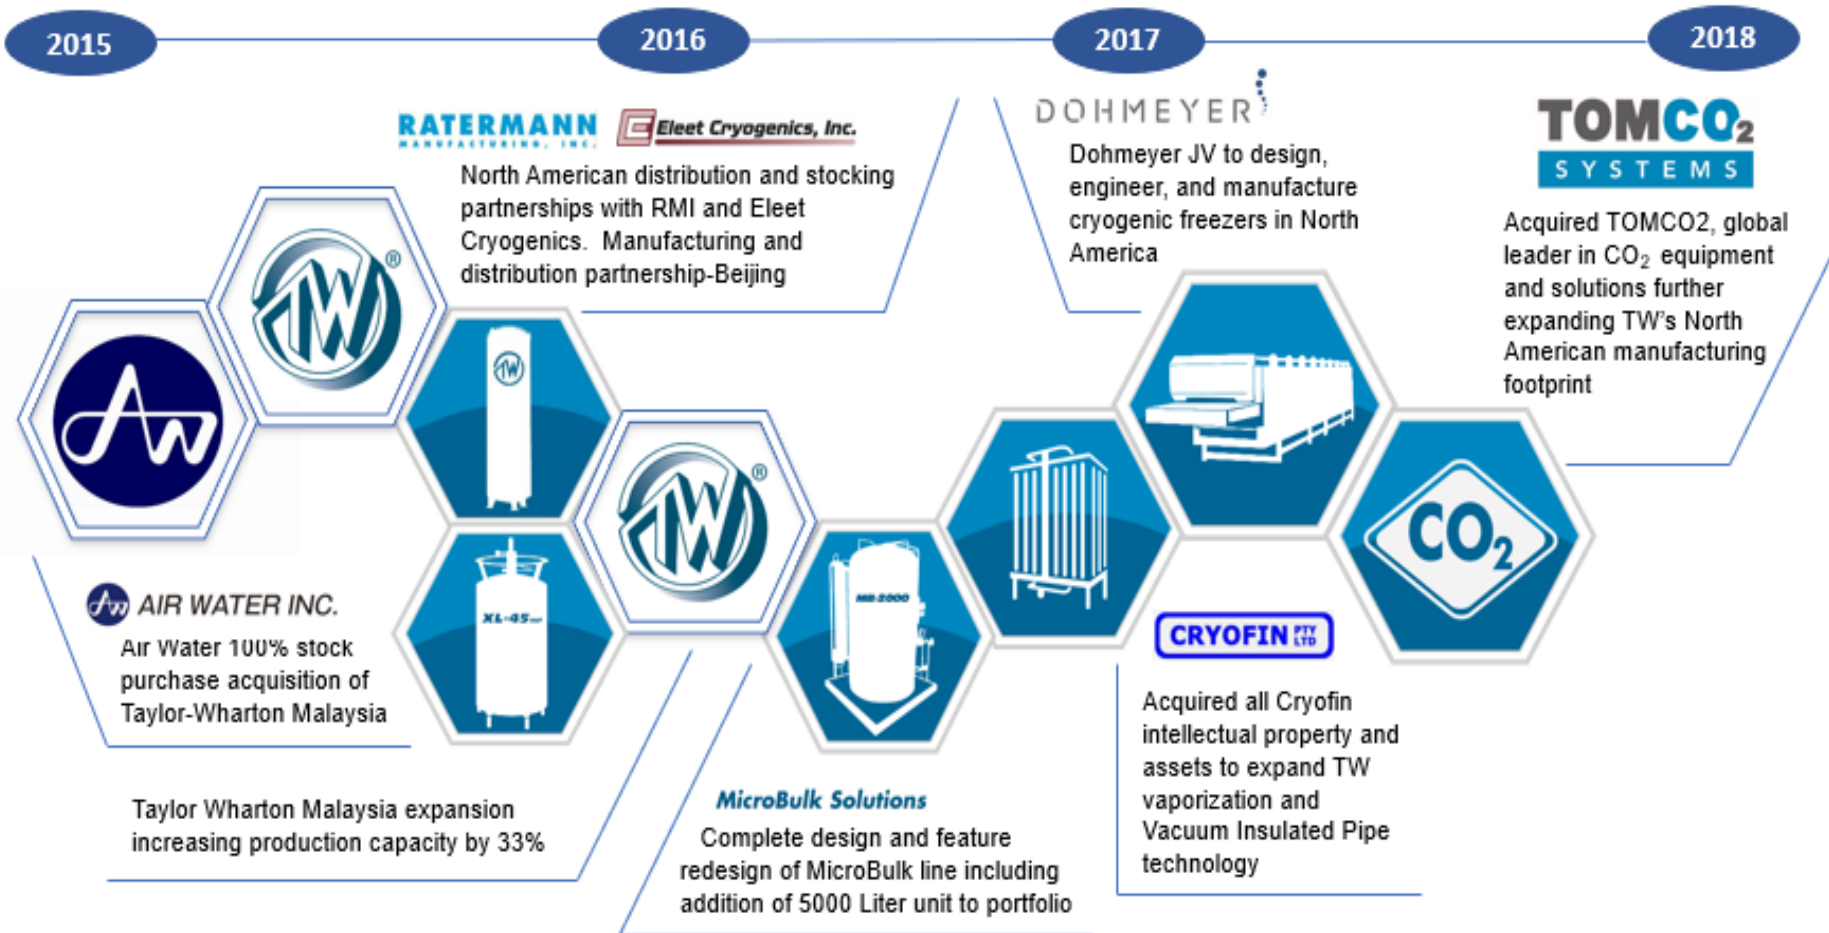 2015
2016
2017
2018
RATERMANN
MANUFACTURING, INC.
Eleet Cryogenics, Inc.
North American distribution and stocking
partnerships with RMI and Eleet
Cryogenics. Manufacturing and
distribution partnership-Beijing
DOHMEYER
Dohmeyer JV to design,
engineer, and manufacture
cryogenic freezers in North
America
TOMCO2
SYSTEMS
Acquired TOMCO2, global
leader in CO2 equipment
and solutions further
expanding TW's North
American manufacturing
footprint
TW®
TW
AW
TW®
XL-45
MB-2000
CO2
AW AIR WATER INC.
Air Water 100% stock
purchase acquisition of
Taylor-Wharton Malaysia
Taylor Wharton Malaysia expansion
increasing production capacity by 33%
MicroBulk Solutions
Complete design and feature
redesign of MicroBulk line including
addition of 5000 Liter unit to portfolio
CRYOFIN PTY LTD
Acquired all Cryofin
intellectual property and
assets to expand TW
vaporization and
Vacuum Insulated Pipe
technology